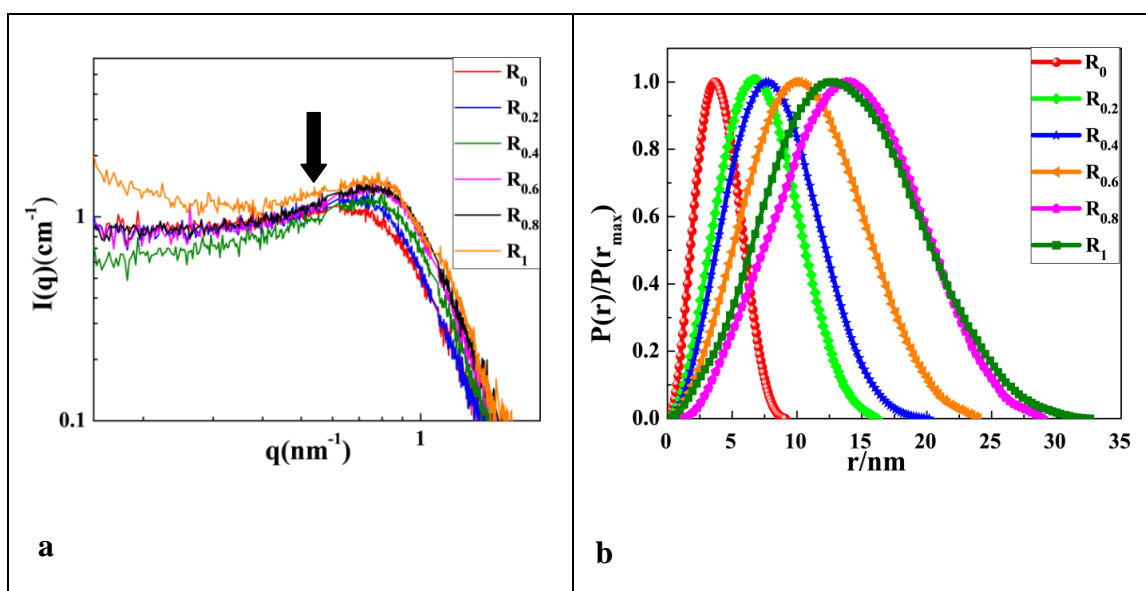 R₀
R₀.₂
R₀.₄
R₀.₆
R₀.₈
R₁
1
0.1
I(q)(cm⁻¹)
1
q(nm⁻¹)
a
R₀
R₀.₂
R₀.₄
R₀.₆
R₀.₈
R₁
1.0
0.8
0.6
0.4
0.2
0.0
P(r)/P(r_max)
0 5 10 15 20 25 30 35
r/nm
b